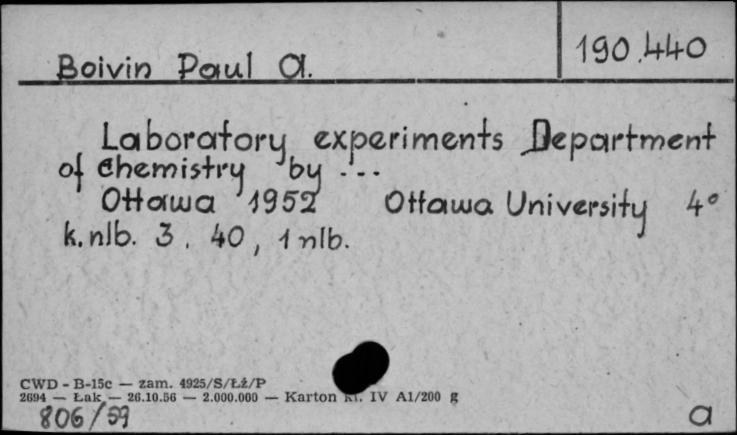 Boivin Paul A.
190.440
Laboratory experiments Department
of chemistry by ---
Ottawa 1952 Ottawa University 4°
k. nlb. 3. 40, 1 nlb.
CWD - B-15c — zam. 4925/S/Łż/P
2694 — Łak — 26.10.56 — 2.000.000 — Karton kl. IV A1/200 g
806/59
a